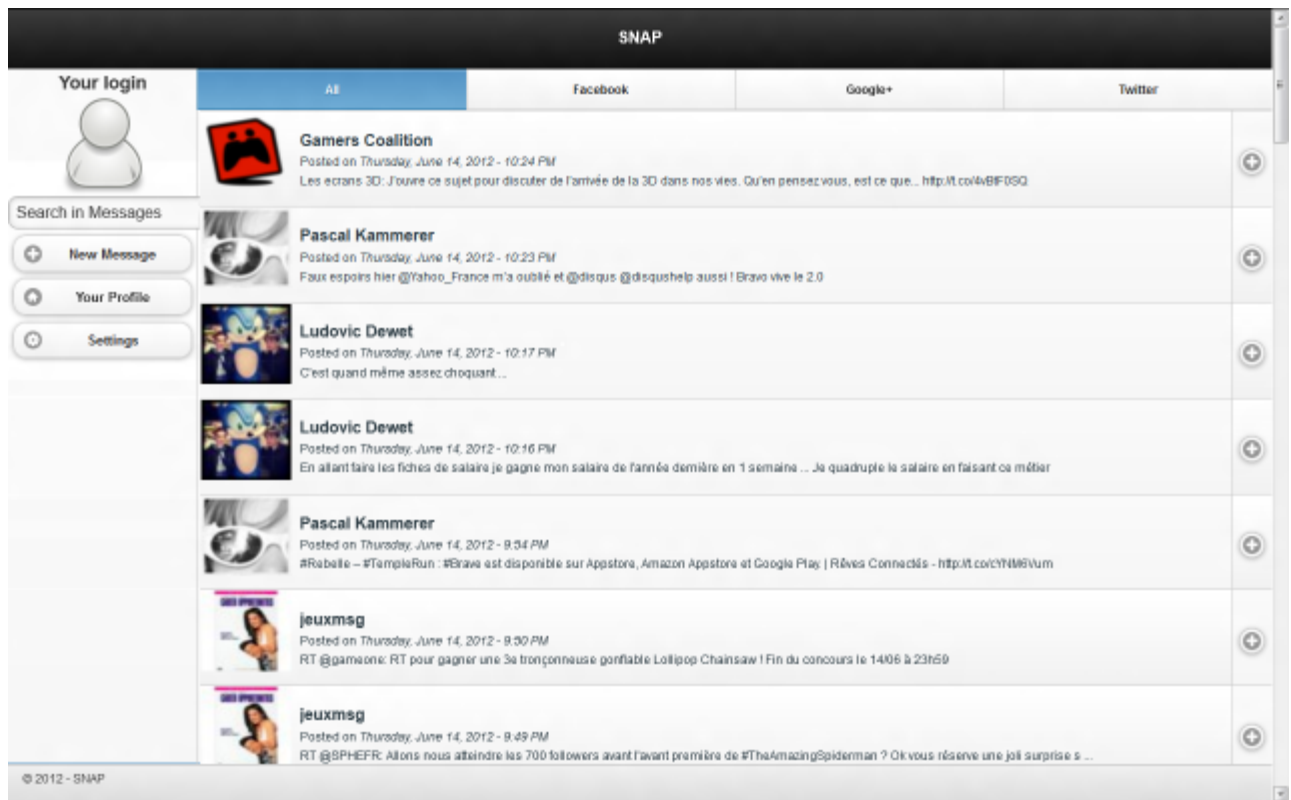 SNAP
Your login
All
Facebook
Google+
Twitter
Search in Messages
New Message
Your Profile
Settings
Gamers Coalition
Posted on Thursday, June 14, 2012 - 10:24 PM
Les ecrans 3D: J'ouvre ce sujet pour discuter de l'arrivée de la 3D dans nos vies. Qu'en pensez vous, est ce que...
Pascal Kammerer
Posted on Thursday, June 14, 2012 - 10:23 PM
Faux espoirs hier @Yahoo_France m'a oublié et @disqus @disqushelp aussi ! Bravo vive le 2.0
Ludovic Dewet
Posted on Thursday, June 14, 2012 - 10:17 PM
C'est quand même assez choquant...
Ludovic Dewet
Posted on Thursday, June 14, 2012 - 10:16 PM
En allant faire les fiches de salaire je gagne mon salaire de l'année dernière en 1 semaine ... Je quadruple le salaire en faisant ce métier
Pascal Kammerer
Posted on Thursday, June 14, 2012 - 9:54 PM
#Rebelle – #TempleRun : #Brave est disponible sur Appstore, Amazon Appstore et Google Play | Rêves Connectés -
jeuxmsg
Posted on Thursday, June 14, 2012 - 9:50 PM
RT @gameone: RT pour gagner une 3e tronçonneuse gonflable Lollipop Chainsaw ! Fin du concours le 14/06 à 23h59
jeuxmsg
Posted on Thursday, June 14, 2012 - 9:49 PM
RT @SPHEFR: Allons nous atteindre les 700 followers avant l'avant première de #TheAmazingSpiderman ? Ok vous réserve une joli surprise s ...
© 2012 - SNAP